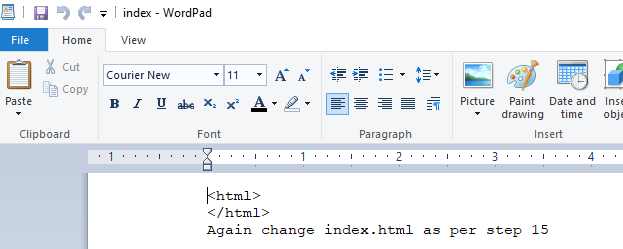 index - WordPad
File Home View
Courier New 11 A A
Cut
Copy
Paste
B I U abc X₂ X² A
Picture Paint drawing Date and time
Clipboard Font Paragraph Insert
1 1 2 3 4
<html>
</html>
Again change index.html as per step 15